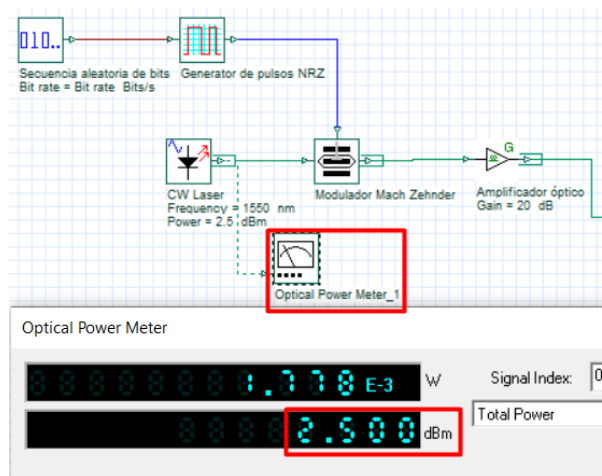 010..
Secuencia aleatoria de bits
Bit rate = Bit rate Bits/s
Generator de pulsos NRZ
CW Laser
Frequency = 1550 nm
Power = 2.5 dBm
Modulador Mach Zehnder
G
Amplificador óptico
Gain = 20 dB
Optical Power Meter_1
Optical Power Meter
1.778 E-3 W
Signal Index: 0
2.500 dBm
Total Power